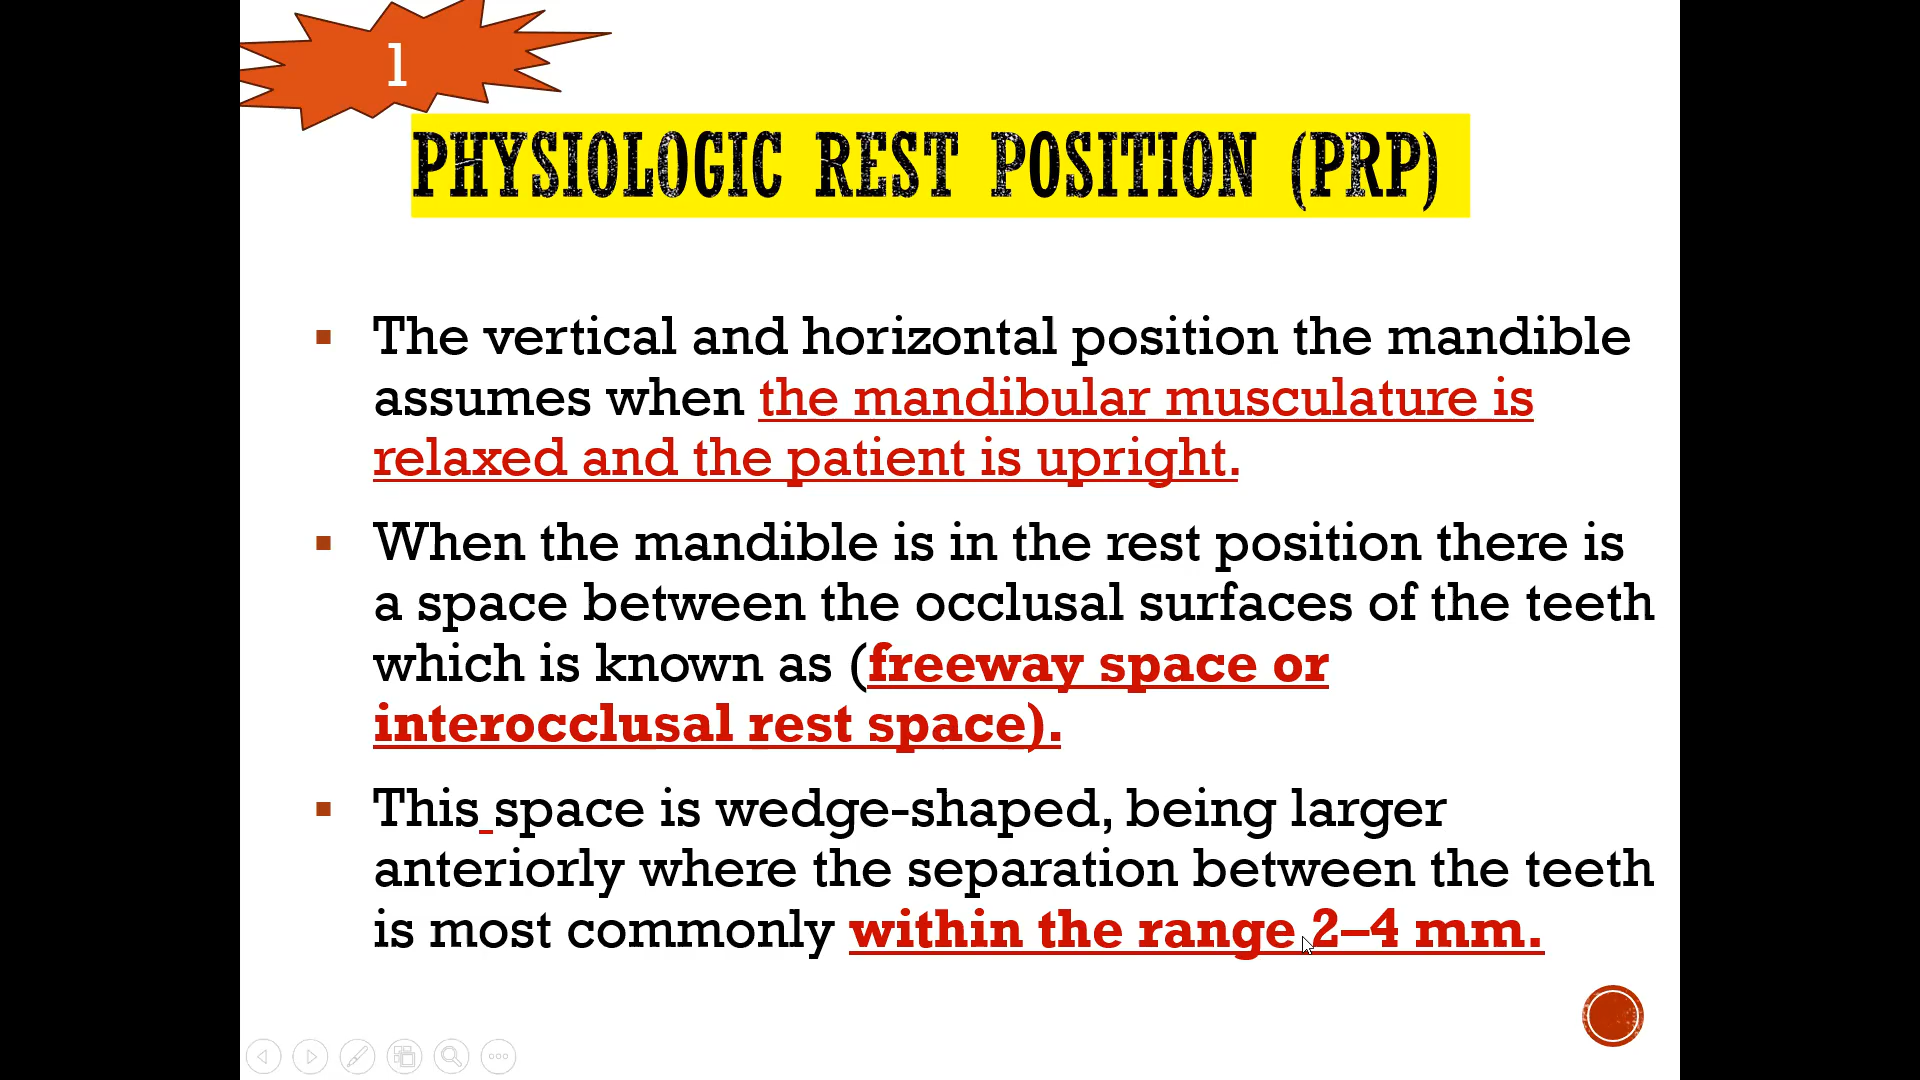 1
PHYSIOLOGIC REST POSITION (PRP)
▪ The vertical and horizontal position the mandible
assumes when the mandibular musculature is
relaxed and the patient is upright.
▪ When the mandible is in the rest position there is
a space between the occlusal surfaces of the teeth
which is known as (freeway space or
interocclusal rest space).
▪ This space is wedge-shaped, being larger
anteriorly where the separation between the teeth
is most commonly within the range 2–4 mm.